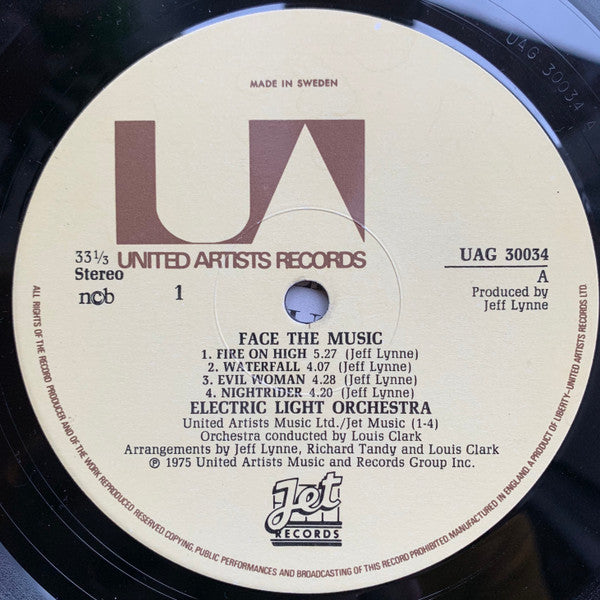 UAG 30034 A
MADE IN SWEDEN
UA
UNITED ARTISTS RECORDS
33⅓
Stereo
ncb
1
UAG 30034
A
Produced by
Jeff Lynne
FACE THE MUSIC
1. FIRE ON HIGH 5.27 (Jeff Lynne)
2. WATERFALL 4.07 (Jeff Lynne)
3. EVIL WOMAN 4.28 (Jeff Lynne)
4. NIGHTRIDER 4.20 (Jeff Lynne)
ELECTRIC LIGHT ORCHESTRA
United Artists Music Ltd./Jet Music (1-4)
Orchestra conducted by Louis Clark
Arrangements by Jeff Lynne, Richard Tandy and Louis Clark
℗ 1975 United Artists Music and Records Group Inc.
Jet
RECORDS
ALL RIGHTS OF THE RECORD PRODUCER AND OF THE WORK REPRODUCED RESERVED COPYING, PUBLIC PERFORMANCES AND BROADCASTING OF THIS RECORD PROHIBITED. MANUFACTURED IN ENGLAND. A PRODUCT OF LIBERTY-UNITED ARTISTS RECORDS LTD.